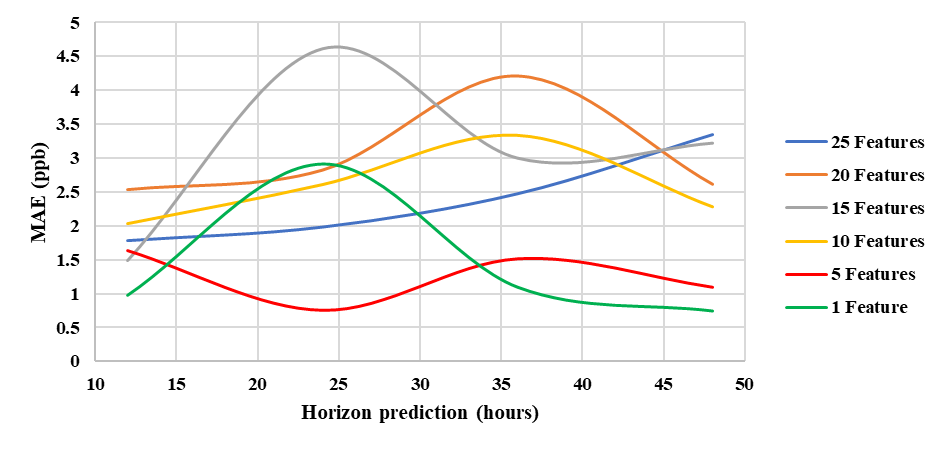 5
4.5
4
3.5
3
2.5
2
1.5
1
0.5
0
MAE (ppb)
10 15 20 25 30 35 40 45 50
Horizon prediction (hours)
25 Features
20 Features
15 Features
10 Features
5 Features
1 Feature